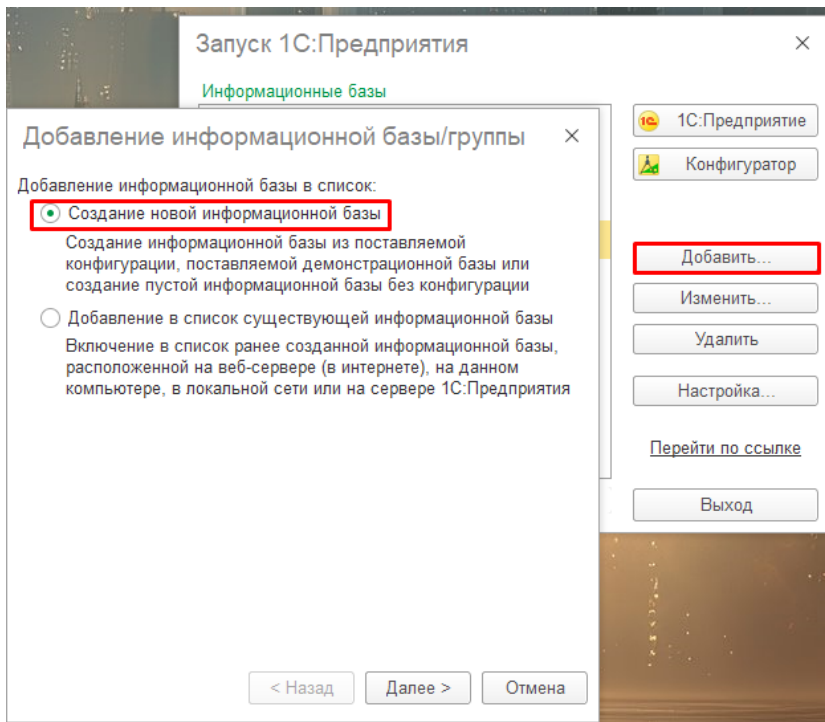 Запуск 1С:Предприятия
Информационные базы
1С:Предприятие
Конфигуратор
Добавить...
Изменить...
Удалить
Настройка...
Перейти по ссылке
Выход
Добавление информационной базы/группы
Добавление информационной базы в список:
Создание новой информационной базы
Создание информационной базы из поставляемой
конфигурации, поставляемой демонстрационной базы или
создание пустой информационной базы без конфигурации
Добавление в список существующей информационной базы
Включение в список ранее созданной информационной базы,
расположенной на веб-сервере (в интернете), на данном
компьютере, в локальной сети или на сервере 1С:Предприятия
< Назад
Далее >
Отмена